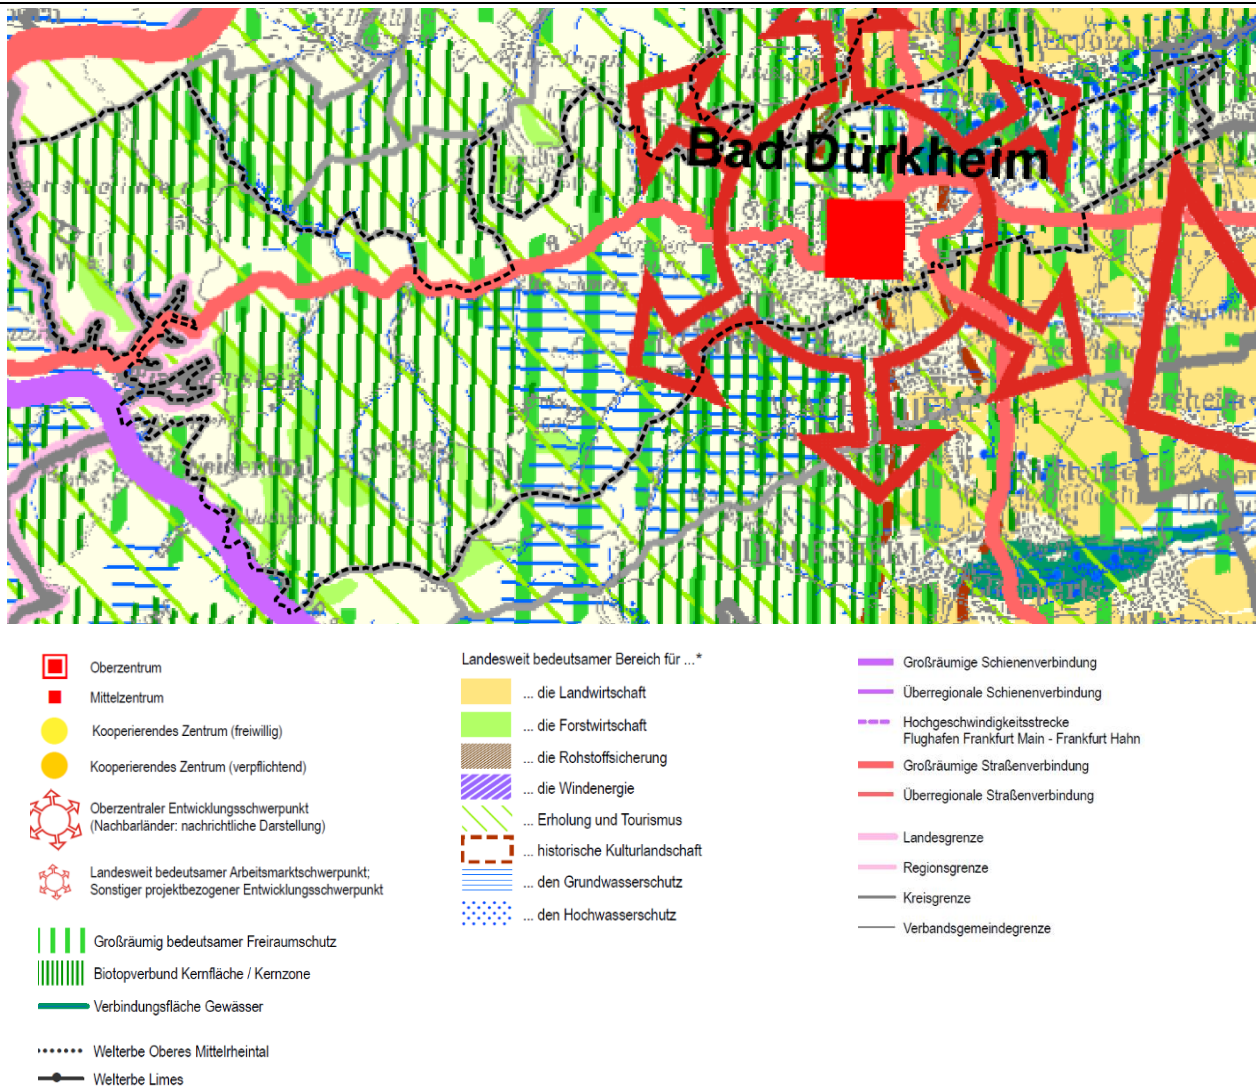 Bad Dürkheim
Oberzentrum
Mittelzentrum
Kooperierendes Zentrum (freiwillig)
Kooperierendes Zentrum (verpflichtend)
Oberzentraler Entwicklungsschwerpunkt
(Nachbarländer: nachrichtliche Darstellung)
Landesweit bedeutsamer Arbeitsmarktschwerpunkt;
Sonstiger projektbezogener Entwicklungsschwerpunkt
Großräumig bedeutsamer Freiraumschutz
Biotopverbund Kernfläche / Kernzone
Verbindungsfläche Gewässer
Welterbe Oberes Mittelrheintal
Welterbe Limes
Landesweit bedeutsamer Bereich für ...*
... die Landwirtschaft
... die Forstwirtschaft
... die Rohstoffsicherung
... die Windenergie
... Erholung und Tourismus
... historische Kulturlandschaft
... den Grundwasserschutz
... den Hochwasserschutz
Großräumige Schienenverbindung
Überregionale Schienenverbindung
Hochgeschwindigkeitsstrecke
Flughafen Frankfurt Main - Frankfurt Hahn
Großräumige Straßenverbindung
Überregionale Straßenverbindung
Landesgrenze
Regionsgrenze
Kreisgrenze
Verbandsgemeindegrenze